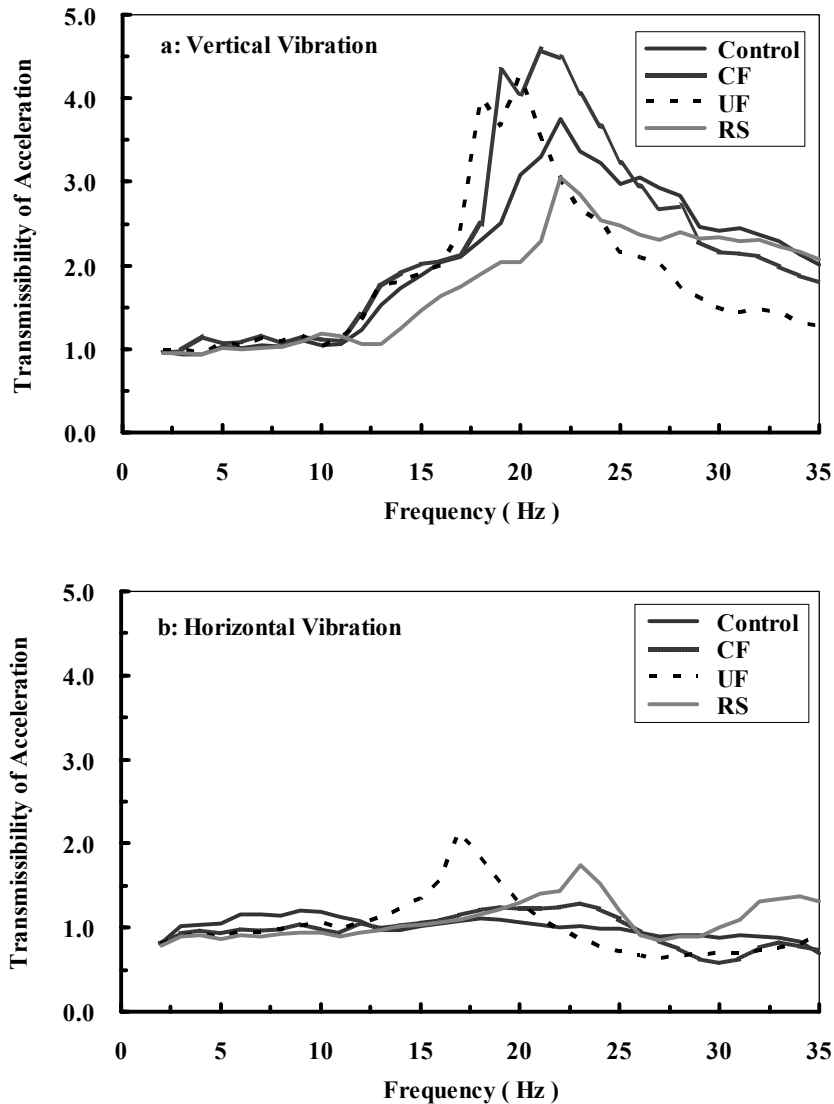 5.0
a: Vertical Vibration
Control
4.0
CF
UF
RS
3.0
2.0
1.0
0.0
Transmissibility of Acceleration
0 5 10 15 20 25 30 35
Frequency ( Hz )
5.0
b: Horizontal Vibration
Control
CF
4.0
UF
RS
3.0
2.0
1.0
0.0
Transmissibility of Acceleration
0 5 10 15 20 25 30 35
Frequency ( Hz )